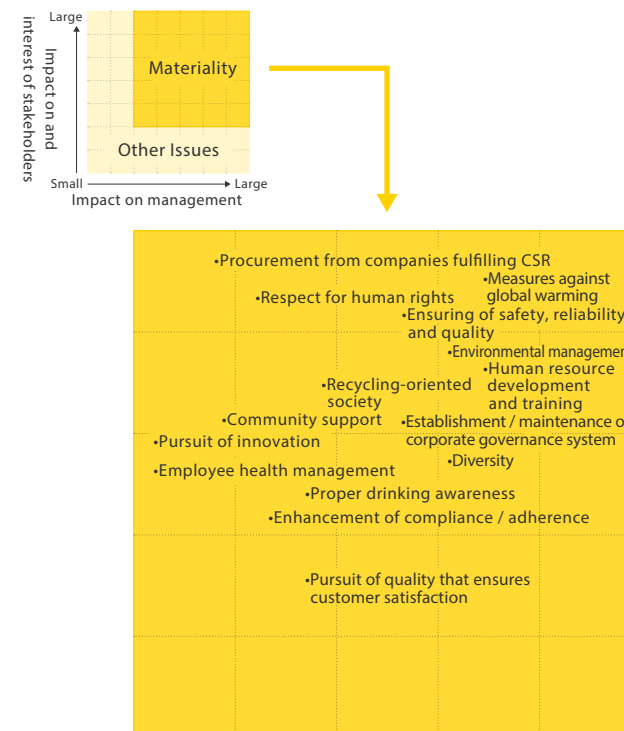 Large
Impact on and
interest of stakeholders
Materiality
Other Issues
Small
Large
Impact on management
•Procurement from companies fulfilling CSR
•Measures against
global warming
•Respect for human rights
•Ensuring of safety, reliability
and quality
•Environmental managemen
•Human resource
development
and training
•Recycling-oriented
society
•Community support
•Establishment / maintenance o
corporate governance system
•Pursuit of innovation
•Diversity
•Employee health management
•Proper drinking awareness
•Enhancement of compliance / adherence
•Pursuit of quality that ensures
customer satisfaction